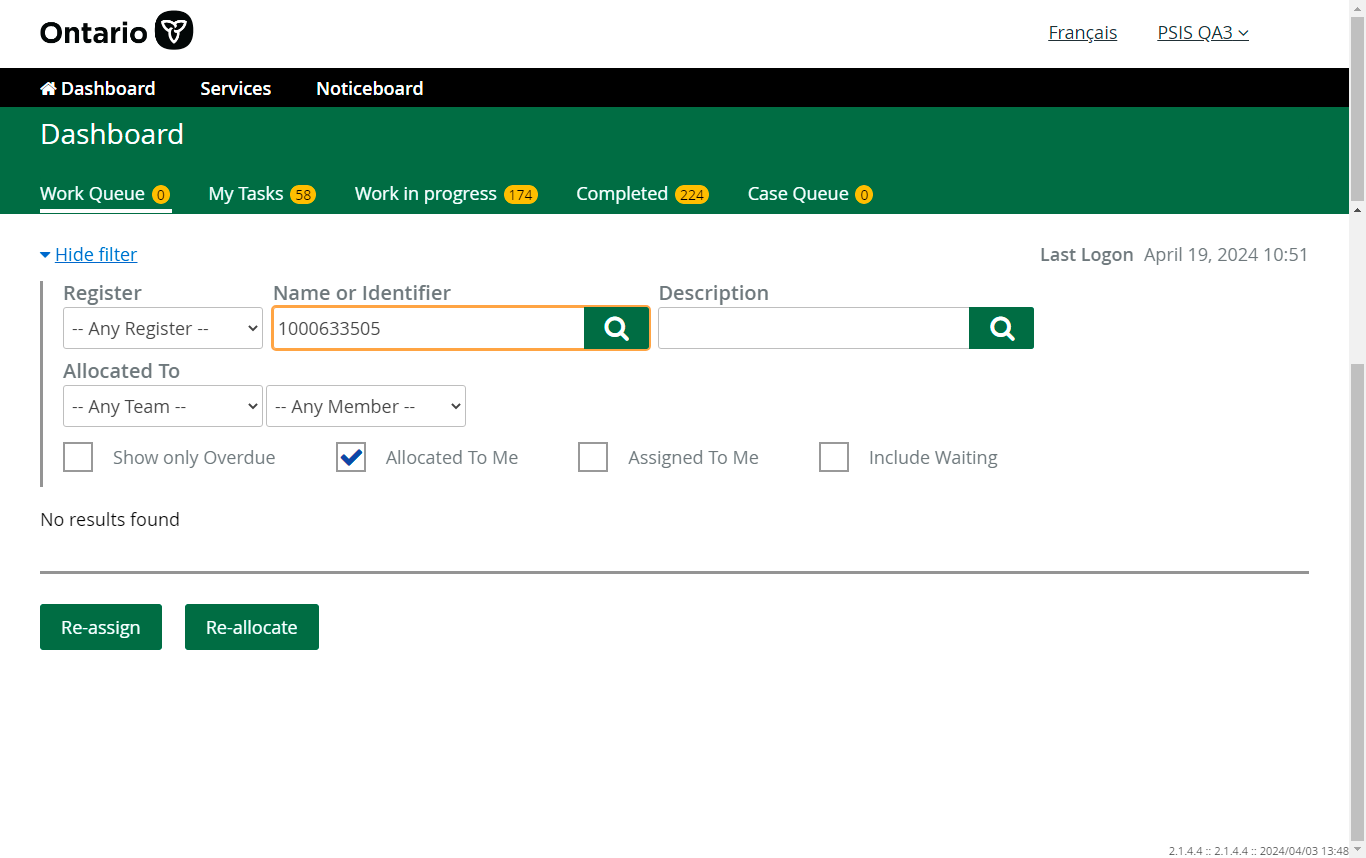 Ontario
Français PSIS QA3
Dashboard Services Noticeboard
Dashboard
Work Queue 0 My Tasks 58 Work in progress 174 Completed 224 Case Queue 0
Hide filter Last Logon April 19, 2024 10:51
Register Name or Identifier Description
-- Any Register -- 1000633505
Allocated To
-- Any Team -- -- Any Member --
Show only Overdue Allocated To Me Assigned To Me Include Waiting
No results found
Re-assign Re-allocate
2.1.4.4 :: 2.1.4.4 :: 2024/04/03 13:48